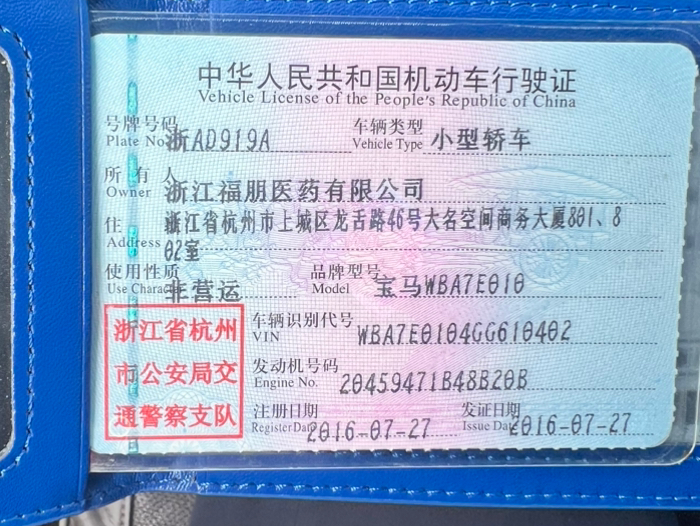 中华人民共和国机动车行驶证
Vehicle License of the People's Republic of China
号牌号码 浙AD919A 车辆类型 小型轿车
Plate No. Vehicle Type
所有人 浙江福朋医药有限公司
Owner
住 浙江省杭州市上城区龙舌路46号大名空间商务大厦801、8
Address 02室
使用性质 非营运 品牌型号 宝马WBA7E010
Use Character Model
浙江省杭州 车辆识别代号 WBA7E0104GG610402
VIN
市公安局交 发动机号码 20459471B48B20B
Engine No.
通警察支队 注册日期 2016-07-27 发证日期 2016-07-27
Register Date Issue Date